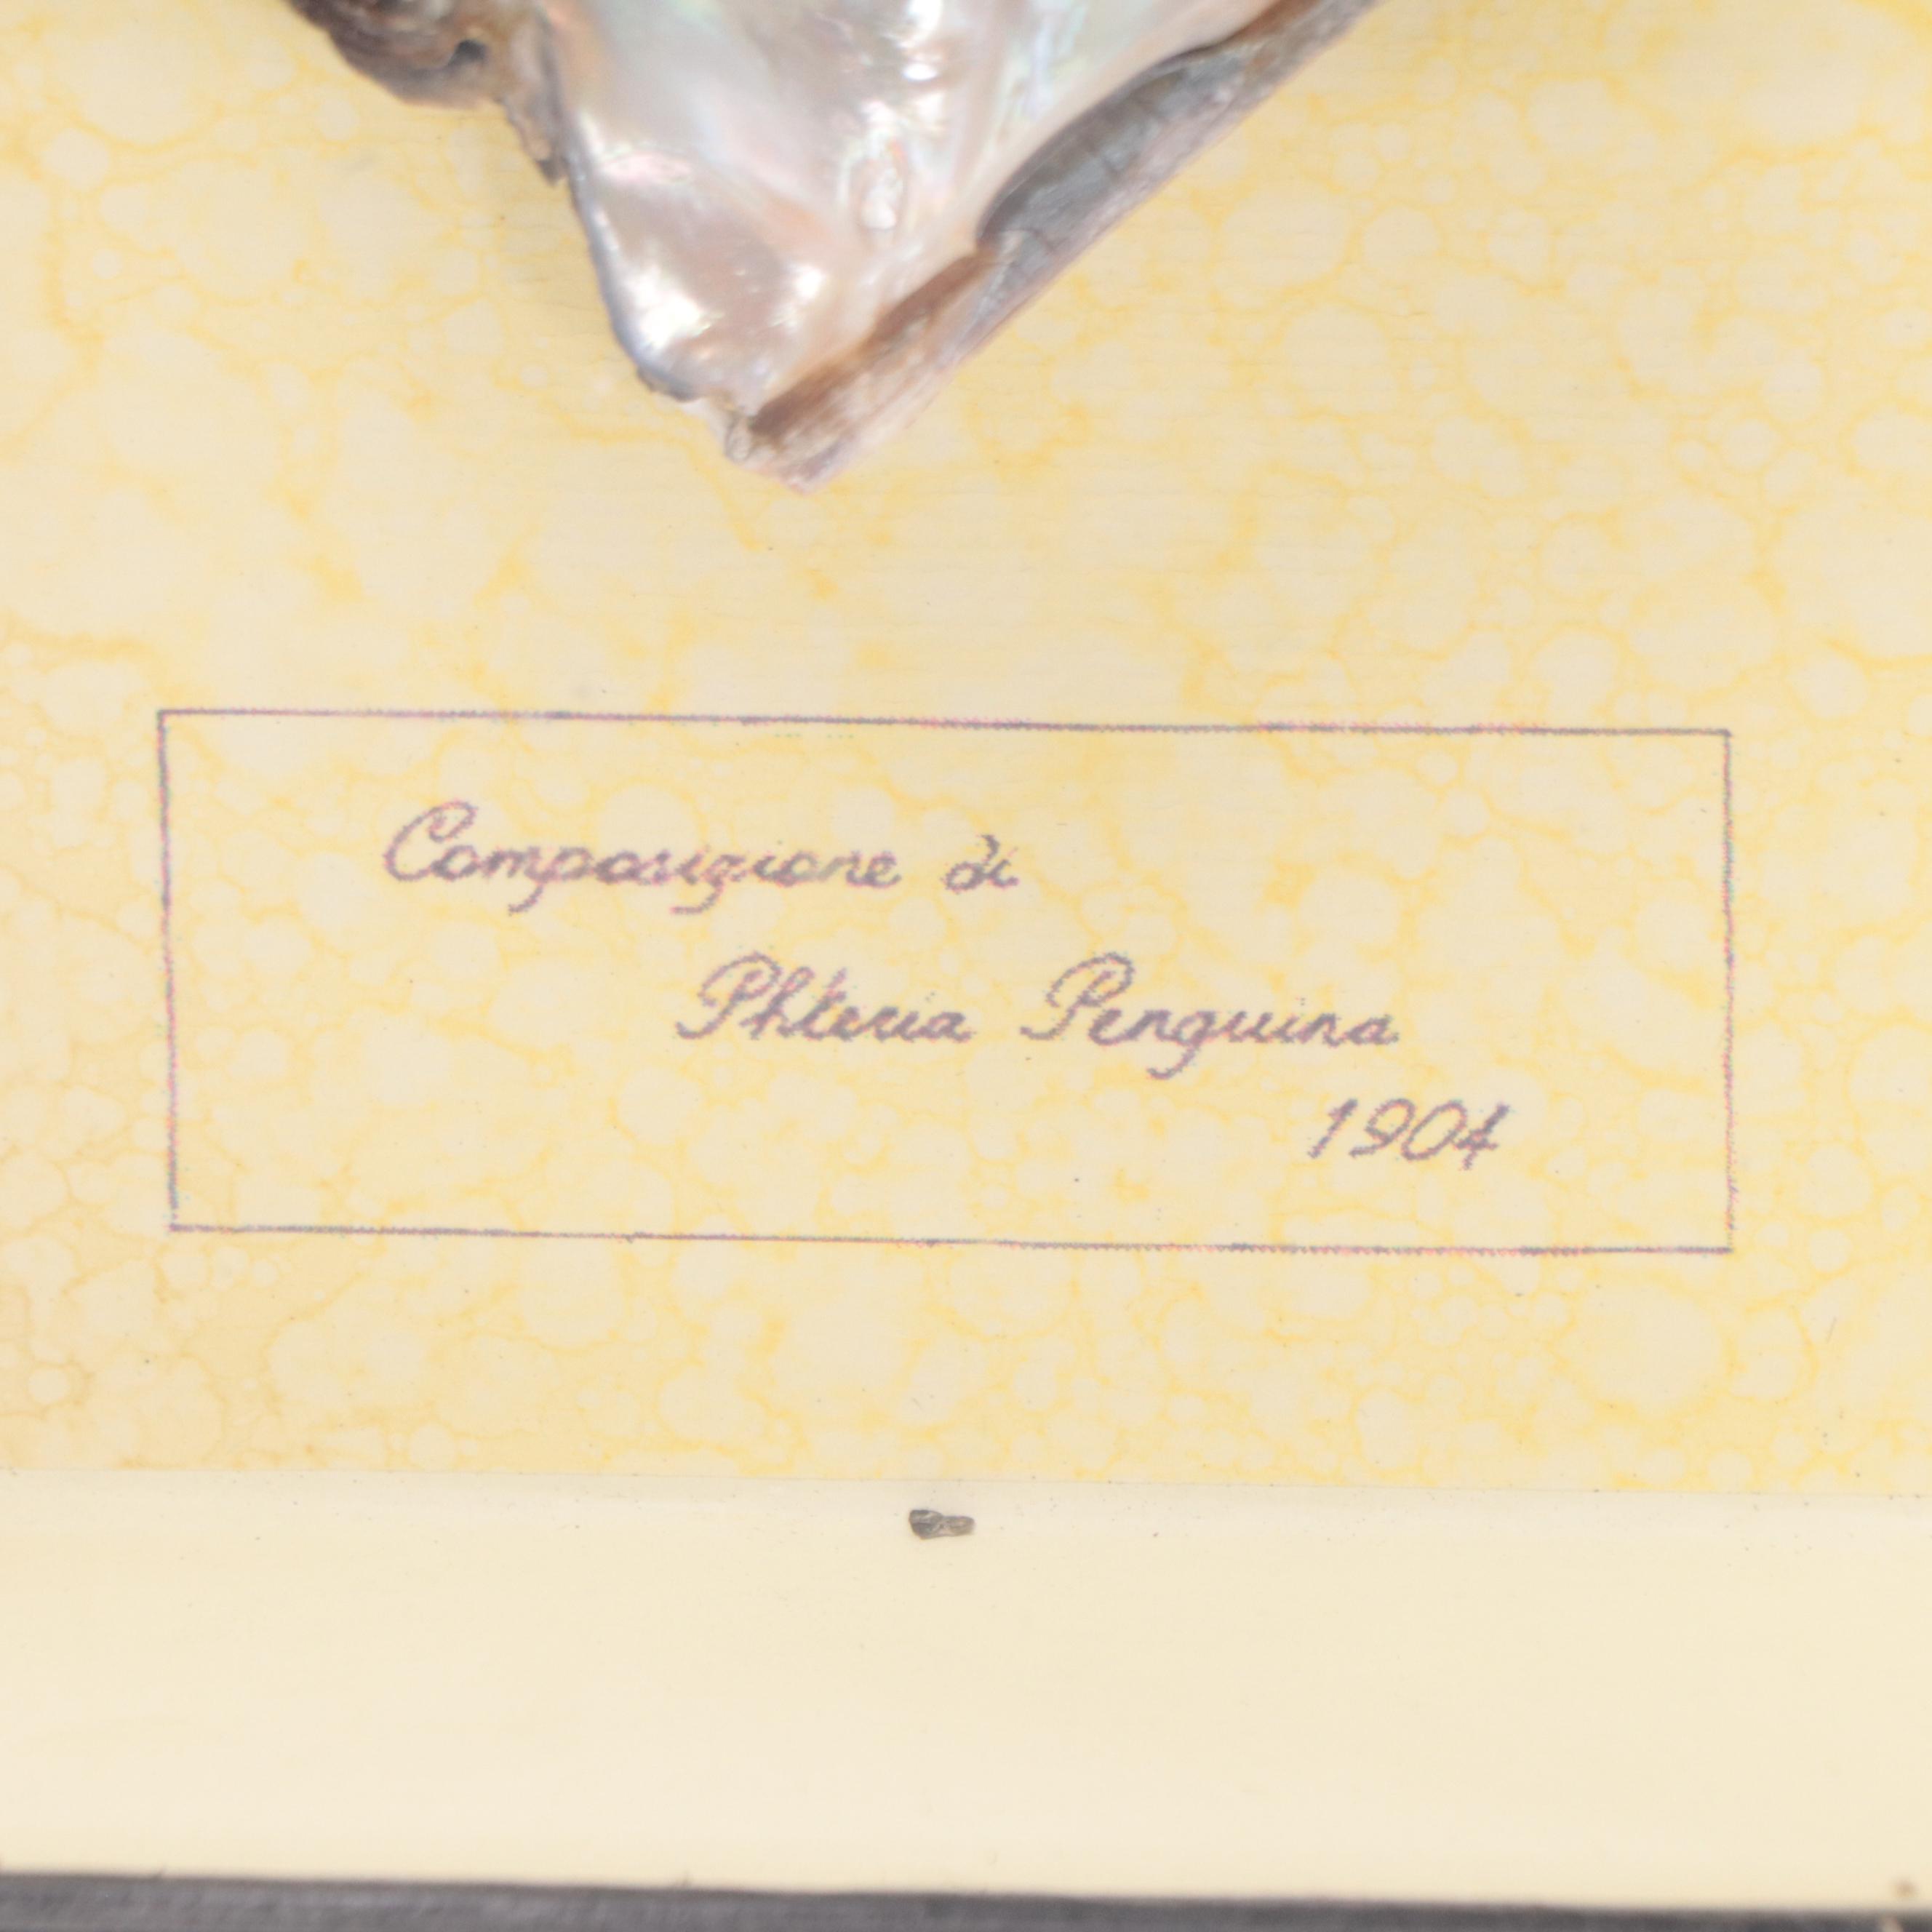 Composizione di
Phteria Penguina
1904